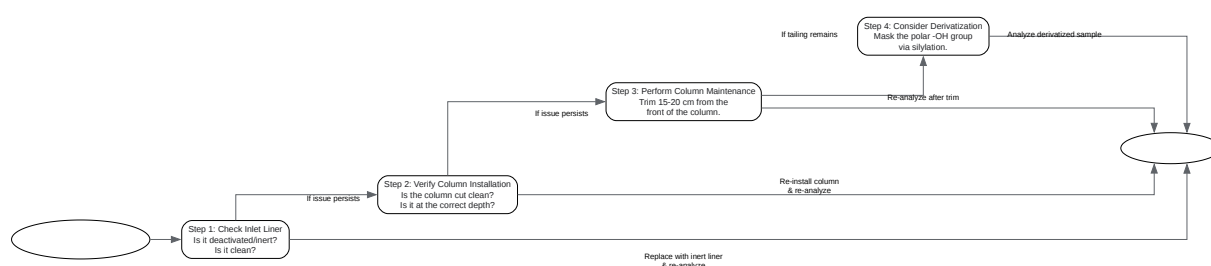 Step 4: Consider Derivatization
Mask the polar -OH group
via silylation.
If tailing remains
Analyze derivatized sample
Step 3: Perform Column Maintenance
Trim 15-20 cm from the
front of the column.
Re-analyze after trim
If issue persists
Step 2: Verify Column Installation
Is the column cut clean?
Is it at the correct depth?
Re-install column
& re-analyze
If issue persists
Step 1: Check Inlet Liner
Is it deactivated/inert?
Is it clean?
Replace with inert liner
& re-analyze